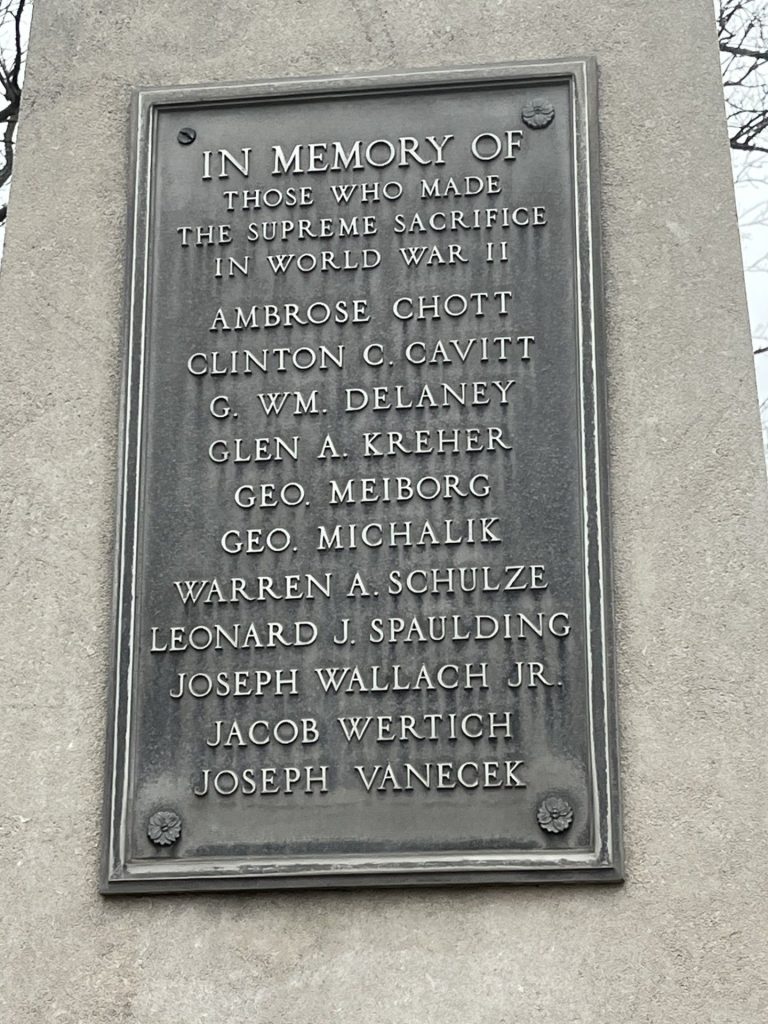 IN MEMORY OF
THOSE WHO MADE
THE SUPREME SACRIFICE
IN WORLD WAR II
AMBROSE CHOTT
CLINTON C. CAVITT
G. WM. DELANEY
GLEN A. KREHER
GEO. MEIBORG
GEO. MICHALIK
WARREN A. SCHULZE
LEONARD J. SPAULDING
JOSEPH WALLACH JR.
JACOB WERTICH
JOSEPH VANECEK